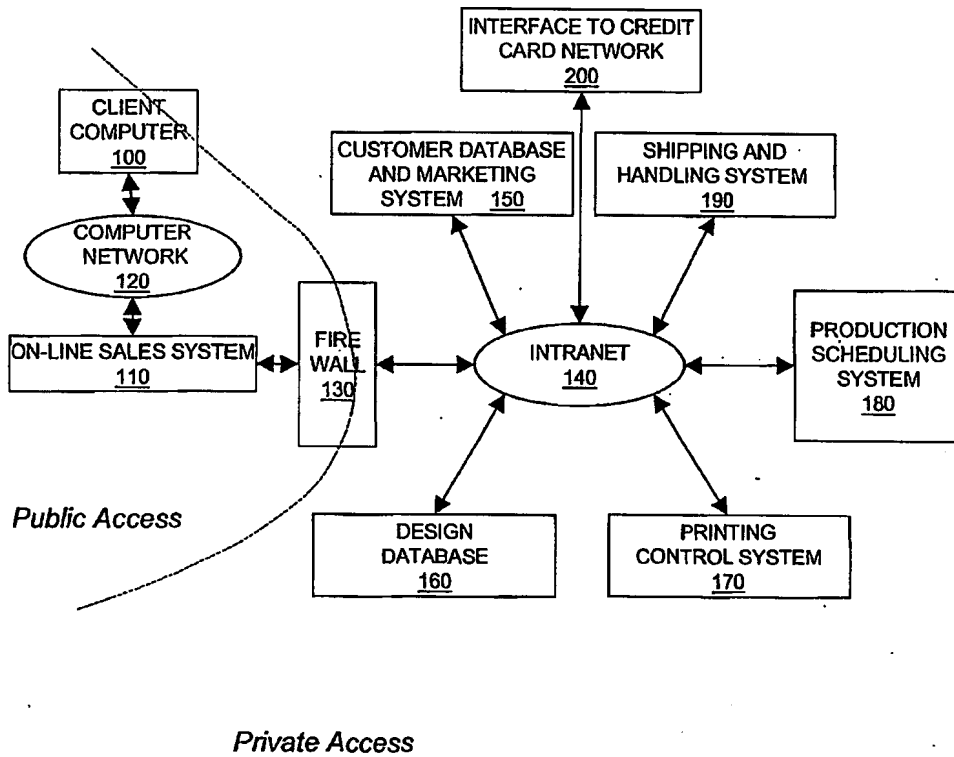 INTERFACE TO CREDIT
CARD NETWORK
200
CLIENT
COMPUTER
100
CUSTOMER DATABASE
AND MARKETING
SYSTEM 150
SHIPPING AND
HANDLING SYSTEM
190
COMPUTER
NETWORK
120
ON-LINE SALES SYSTEM
110
FIRE
WALL
130
INTRANET
140
PRODUCTION
SCHEDULING
SYSTEM
180
Public Access
DESIGN
DATABASE
160
PRINTING
CONTROL SYSTEM
170
Private Access